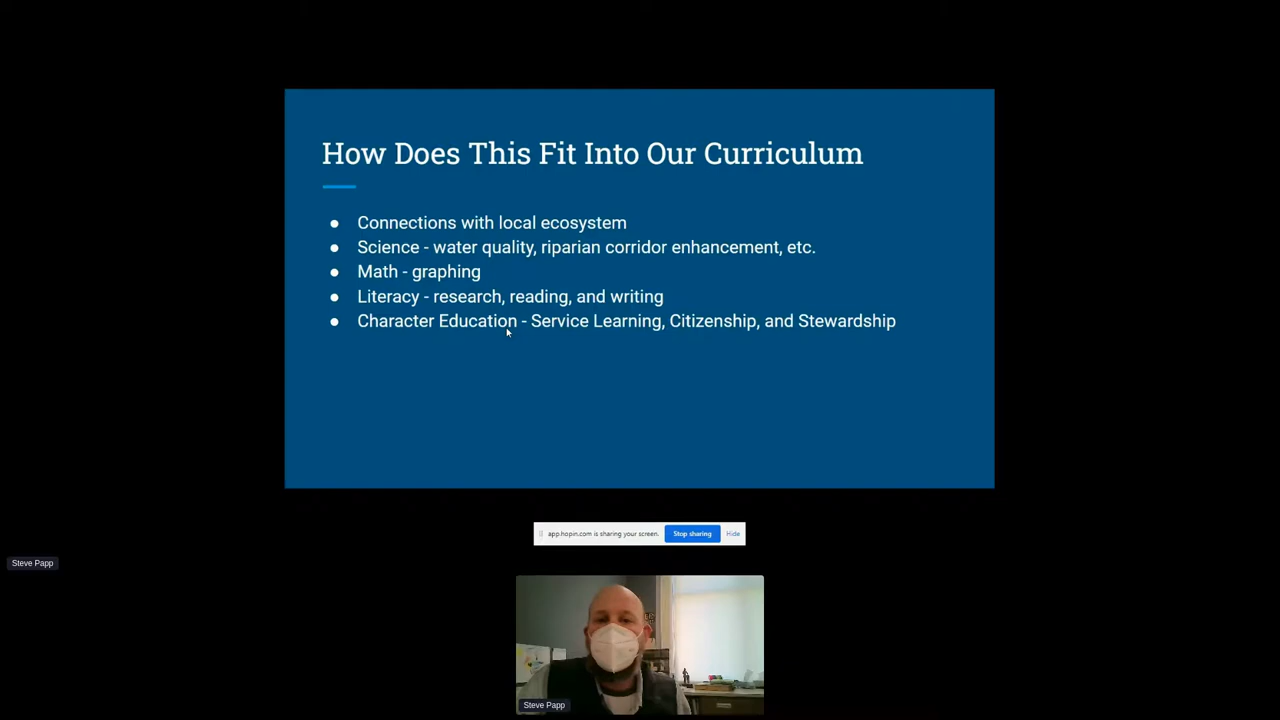 How Does This Fit Into Our Curriculum
● Connections with local ecosystem
● Science - water quality, riparian corridor enhancement, etc.
● Math - graphing
● Literacy - research, reading, and writing
● Character Education - Service Learning, Citizenship, and Stewardship
app.hopin.com is sharing your screen. Stop sharing Hide
Steve Papp
Steve Papp